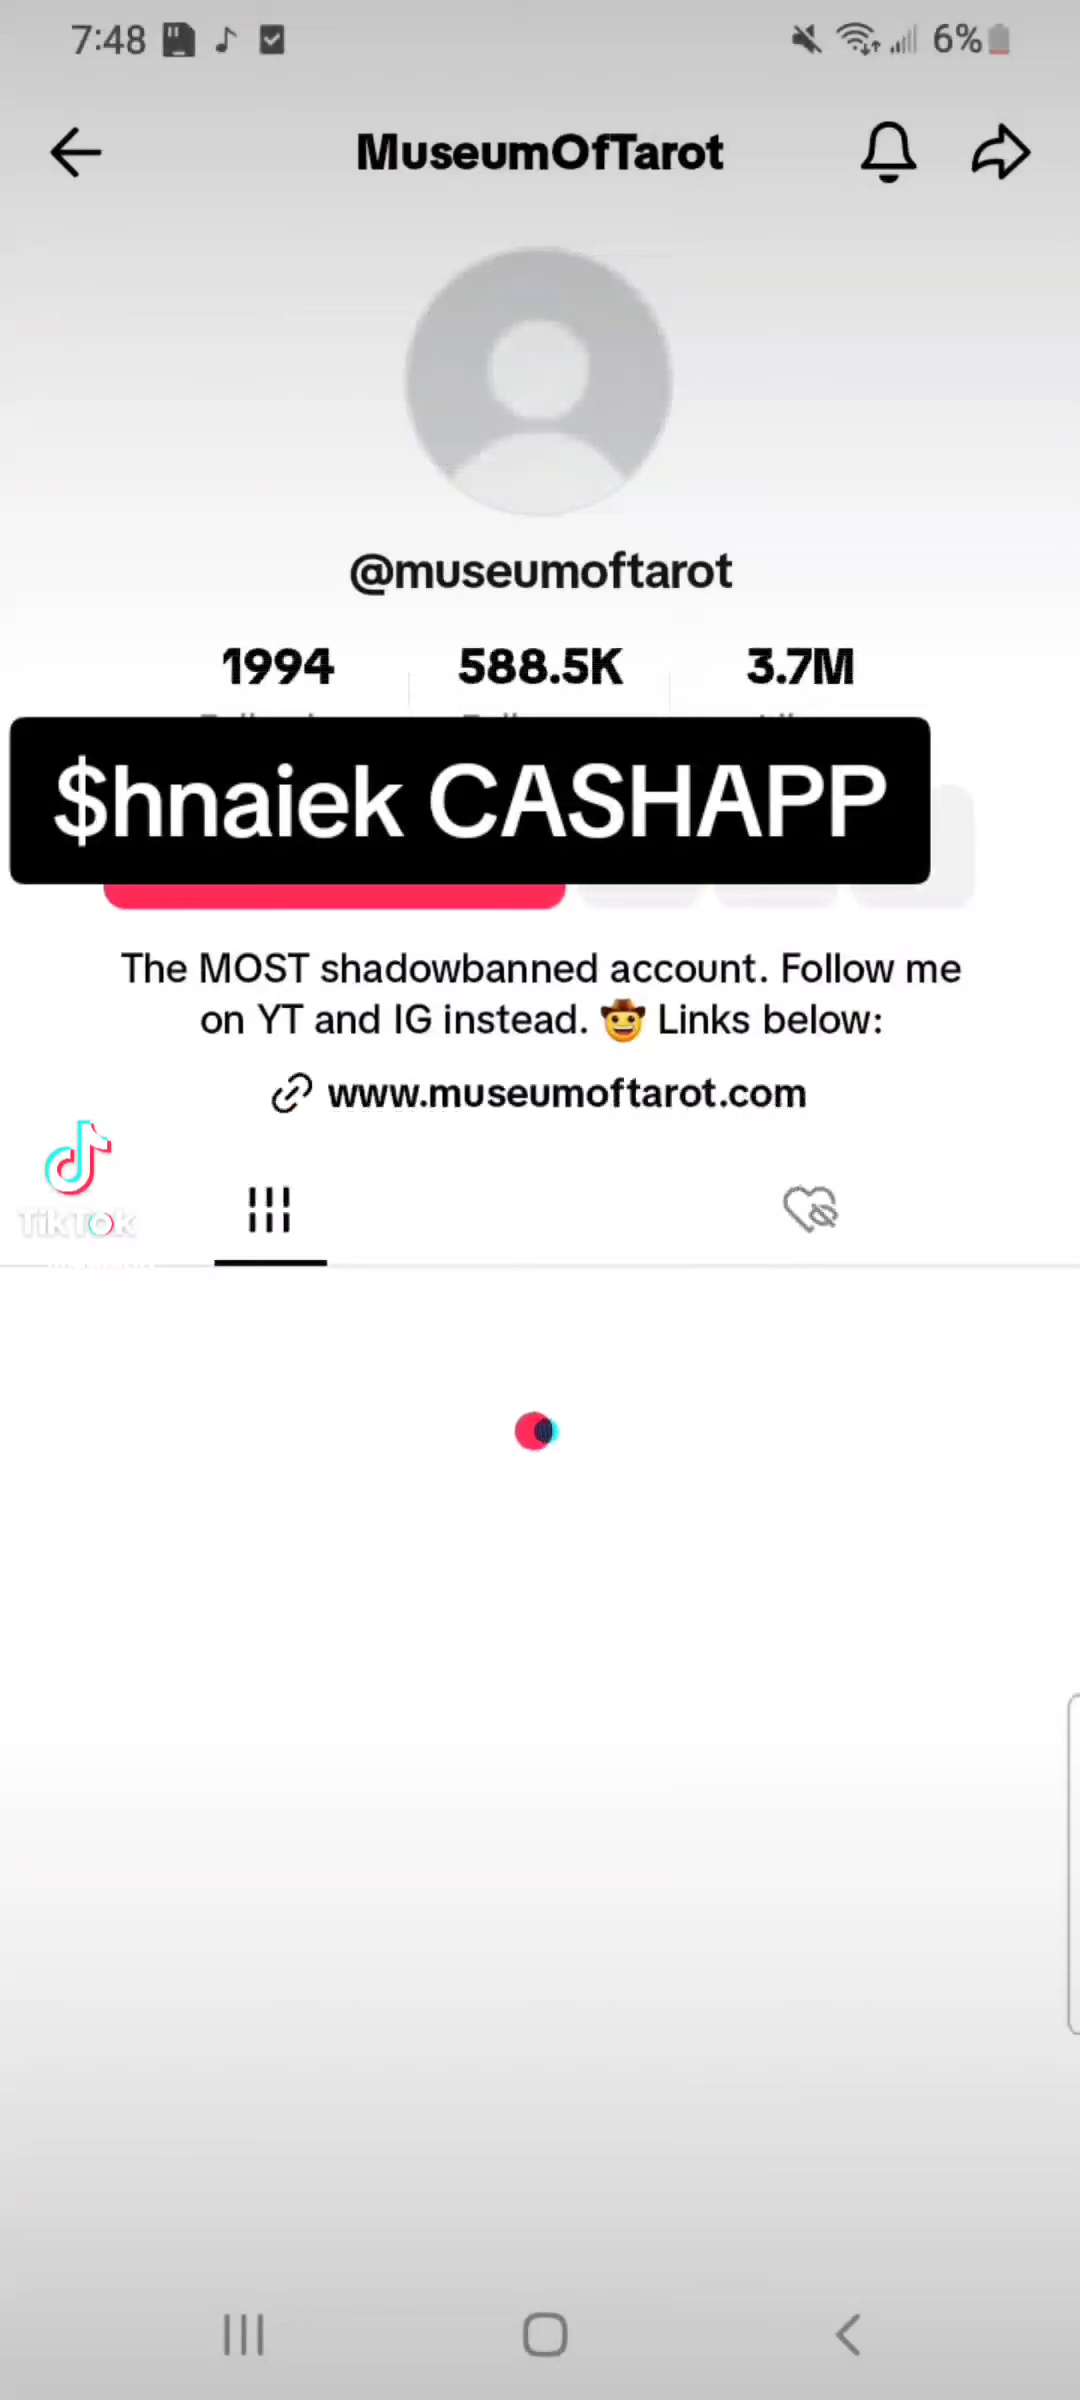 7:48 6%
MuseumOfTarot
@museumoftarot
1994 588.5K 3.7M
$hnaiek CASHAPP
The MOST shadowbanned account. Follow me
on YT and IG instead. 🤠 Links below:
www.museumoftarot.com
TikTok